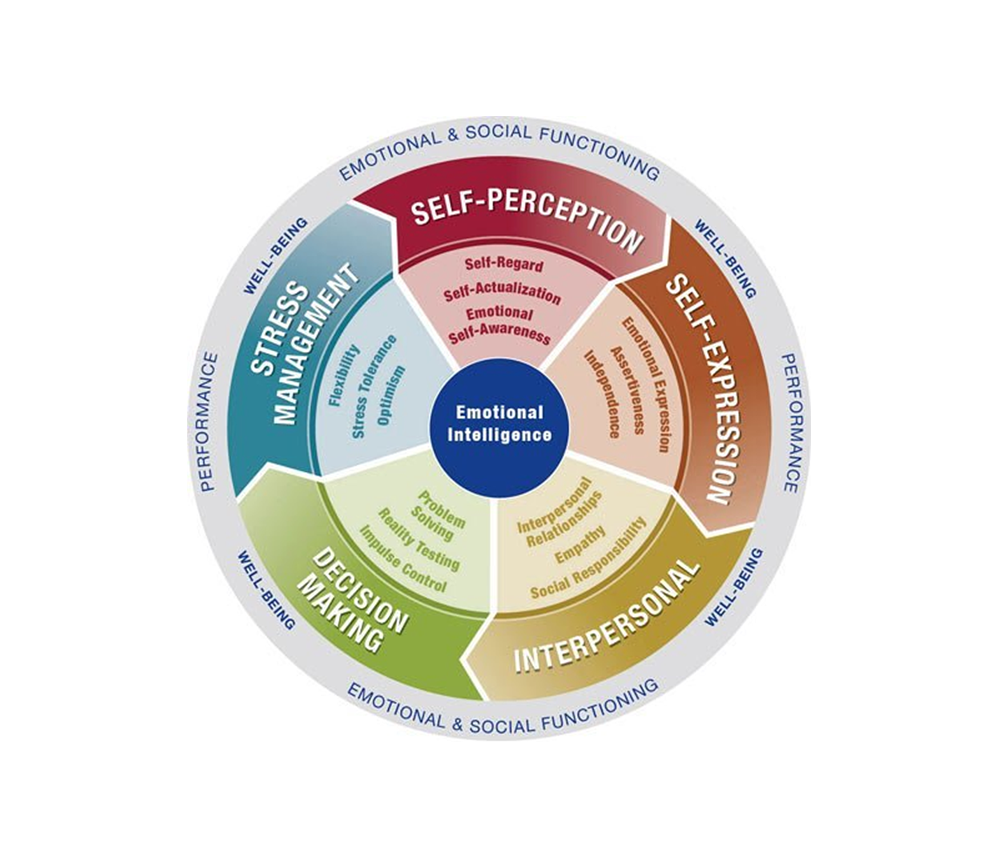 EMOTIONAL & SOCIAL FUNCTIONING
WELL-BEING
PERFORMANCE
WELL-BEING
EMOTIONAL & SOCIAL FUNCTIONING
WELL-BEING
PERFORMANCE
WELL-BEING
SELF-PERCEPTION
Self-Regard
Self-Actualization
Emotional
Self-Awareness
SELF-EXPRESSION
Emotional Expression
Assertiveness
Independence
INTERPERSONAL
Interpersonal
Relationships
Empathy
Social Responsibility
DECISION
MAKING
Problem
Solving
Reality Testing
Impulse Control
STRESS
MANAGEMENT
Flexibility
Stress Tolerance
Optimism
Emotional
Intelligence